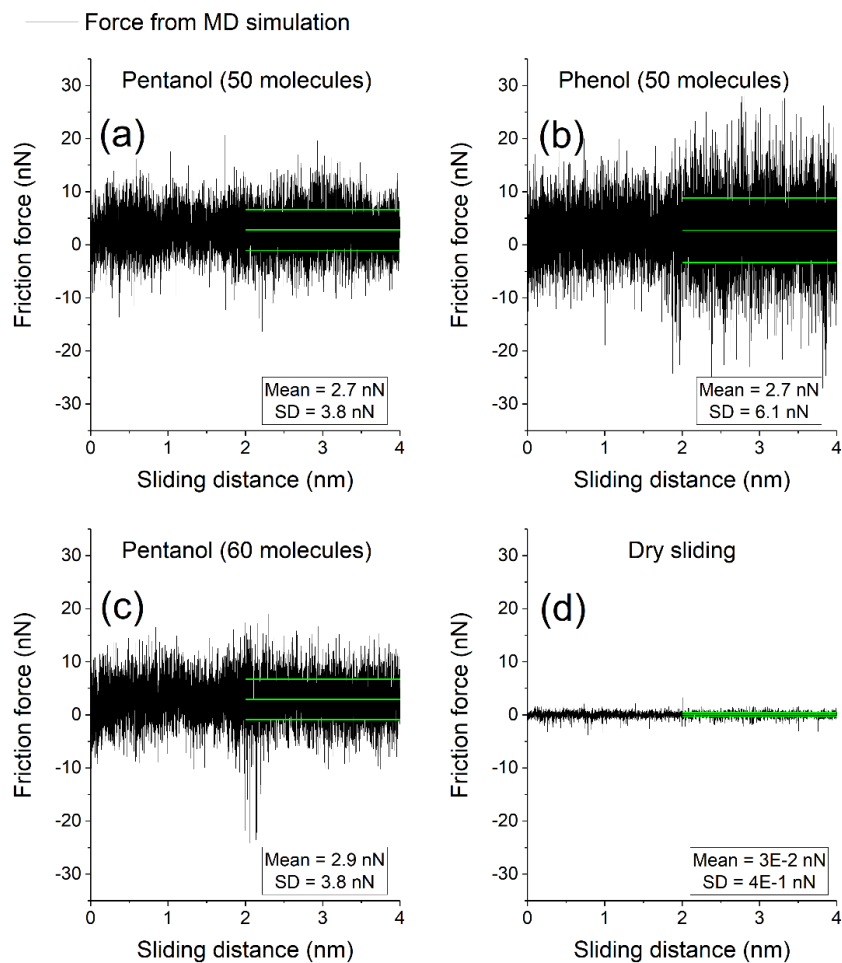 Force from MD simulation
Pentanol (50 molecules)
(a)
Friction force (nN)
30
20
10
0
-10
-20
-30
Mean = 2.7 nN
SD = 3.8 nN
0 1 2 3 4
Sliding distance (nm)
Phenol (50 molecules)
(b)
Friction force (nN)
30
20
10
0
-10
-20
-30
Mean = 2.7 nN
SD = 6.1 nN
0 1 2 3 4
Sliding distance (nm)
Pentanol (60 molecules)
(c)
Friction force (nN)
30
20
10
0
-10
-20
-30
Mean = 2.9 nN
SD = 3.8 nN
0 1 2 3 4
Sliding distance (nm)
Dry sliding
(d)
Friction force (nN)
30
20
10
0
-10
-20
-30
Mean = 3E-2 nN
SD = 4E-1 nN
0 1 2 3 4
Sliding distance (nm)